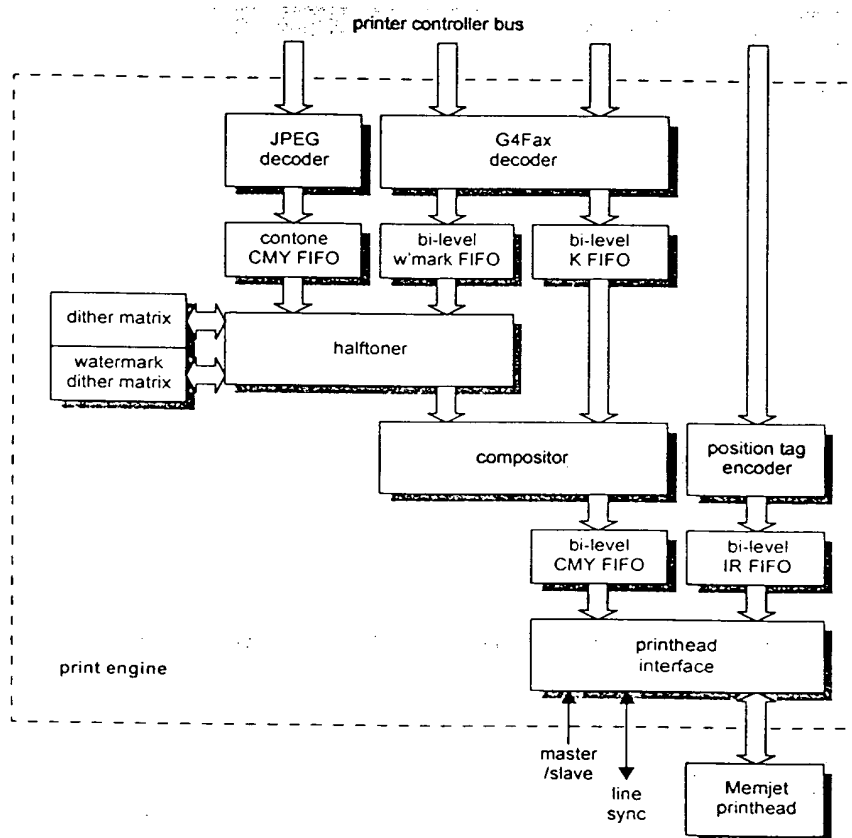 printer controller bus
JPEG
decoder
G4Fax
decoder
contone
CMY FIFO
bi-level
w'mark FIFO
bi-level
K FIFO
dither matrix
watermark
dither matrix
halftoner
compositor
position tag
encoder
bi-level
CMY FIFO
bi-level
IR FIFO
printhead
interface
print engine
master
/slave
line
sync
Memjet
printhead